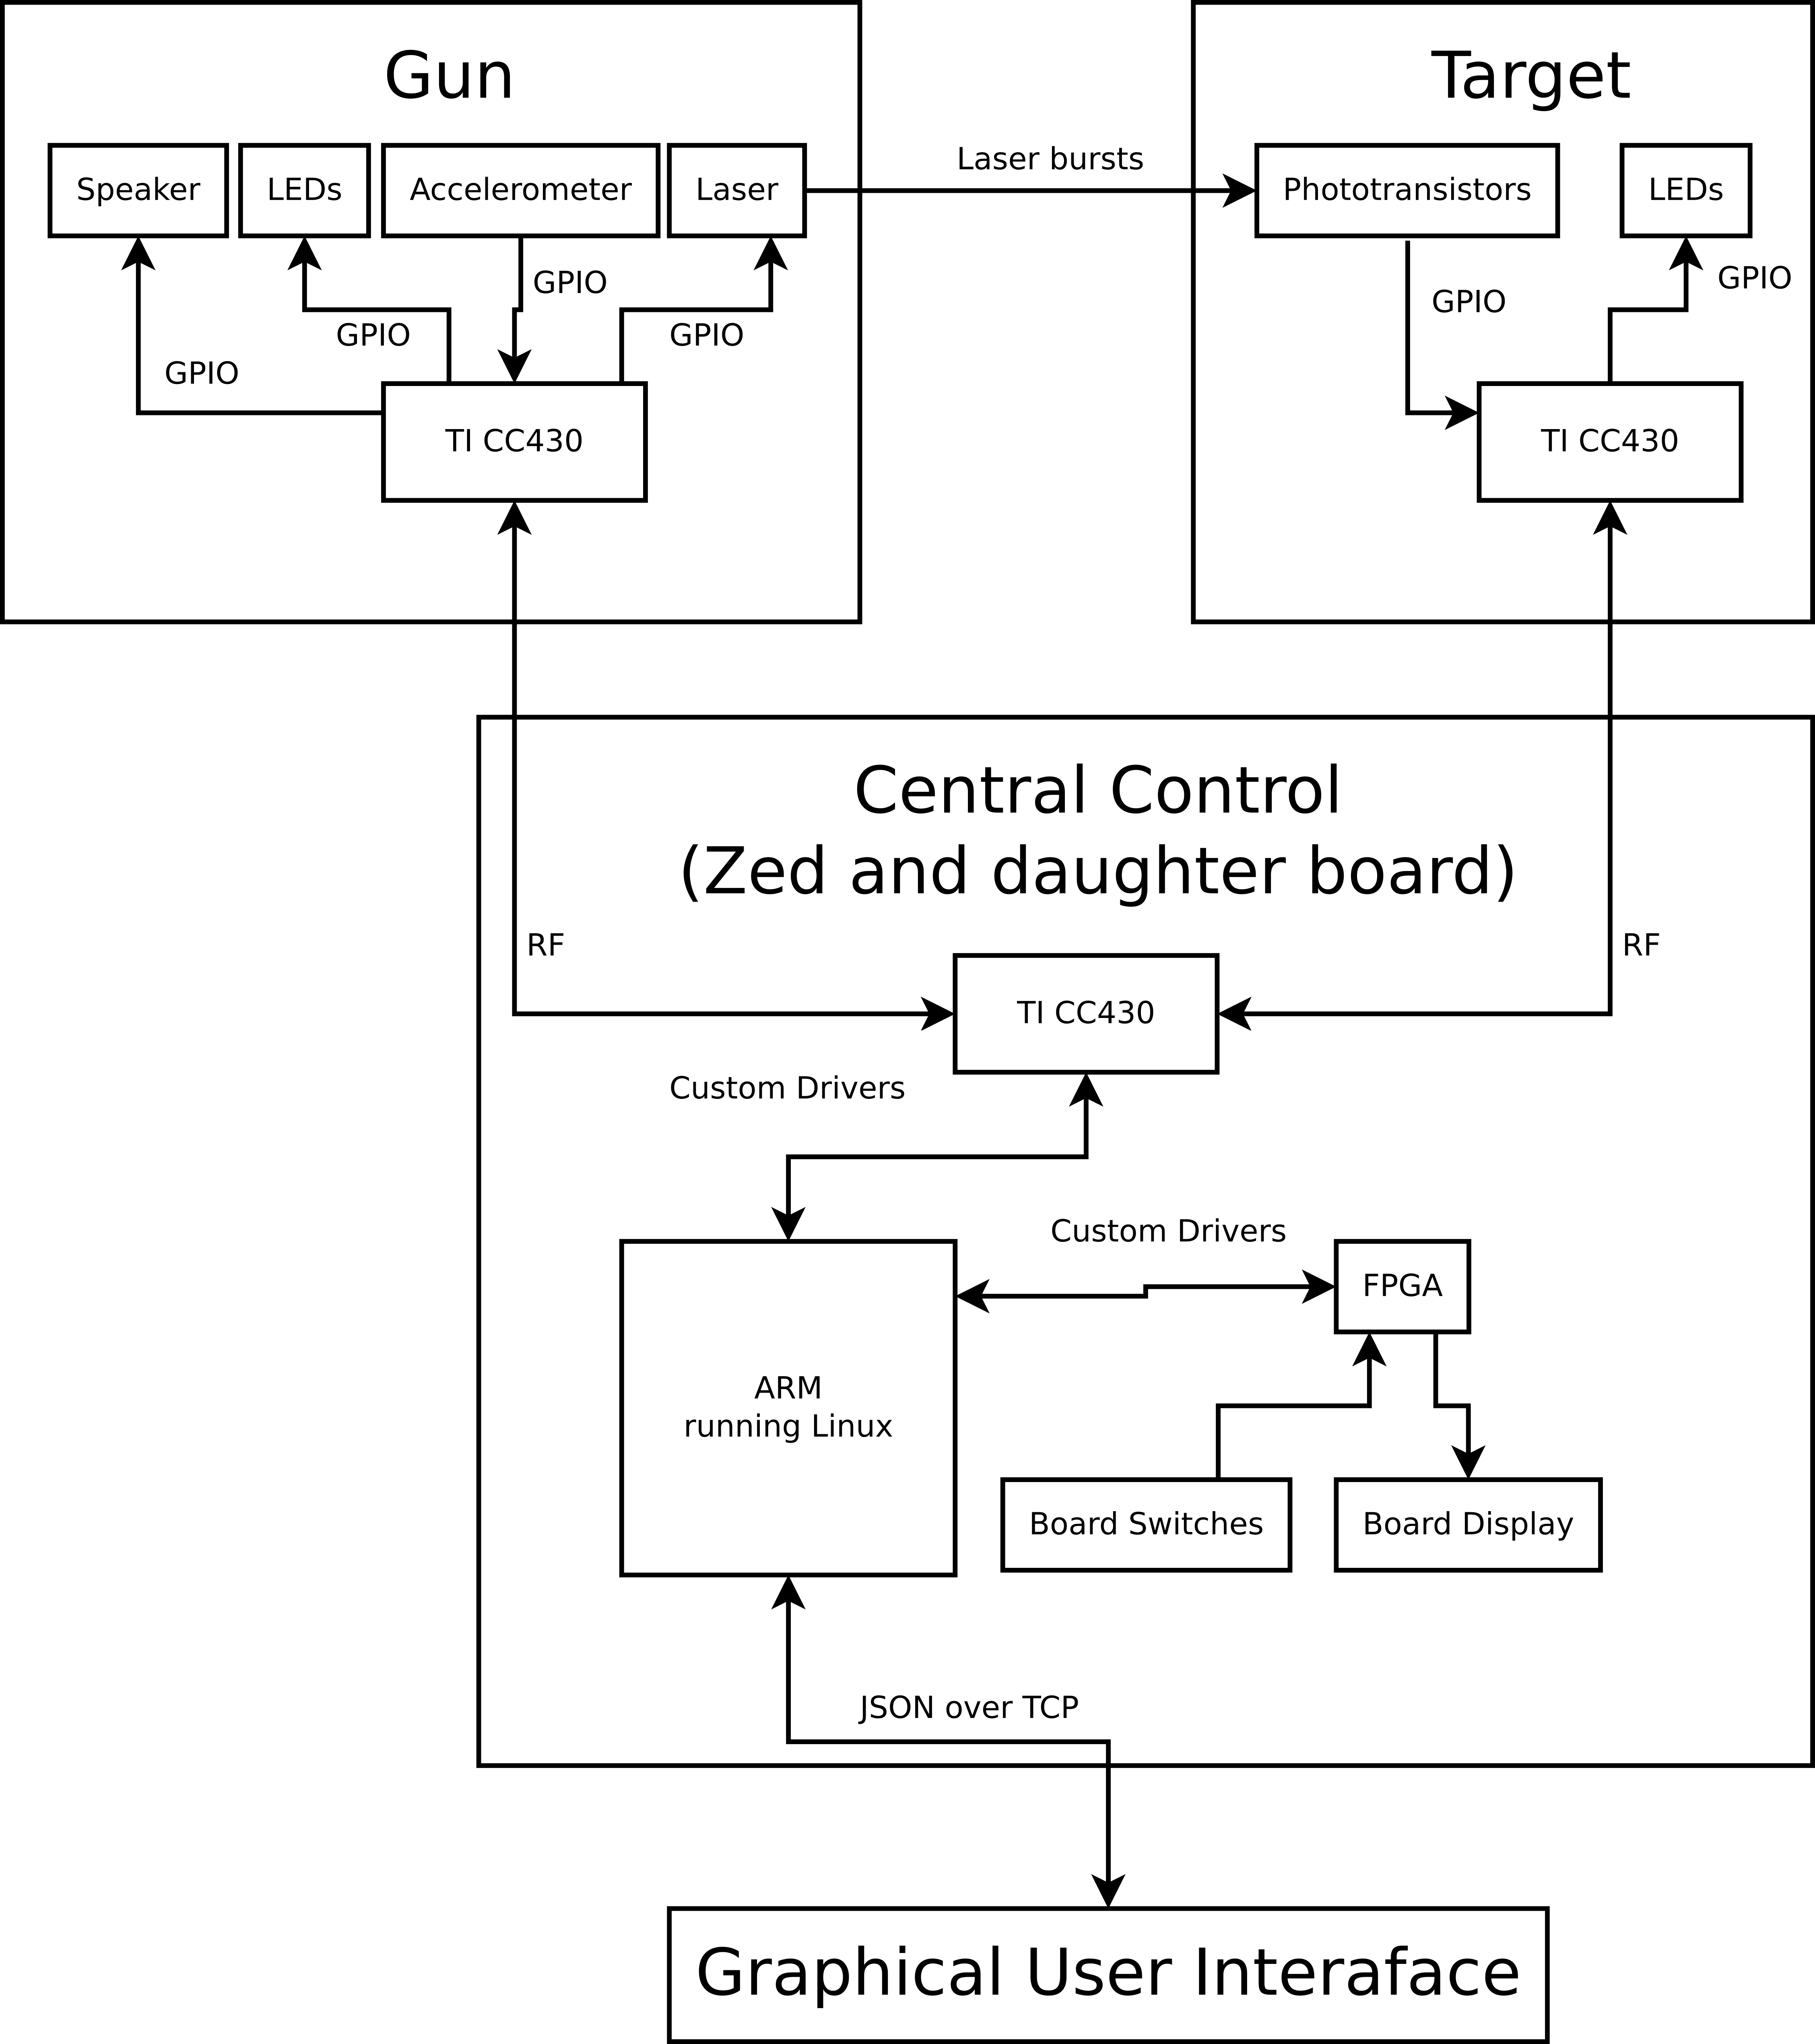 Gun
Target
Speaker
LEDs
Accelerometer
Laser
Laser bursts
Phototransistors
LEDs
GPIO
GPIO
GPIO
GPIO
GPIO
GPIO
TI CC430
TI CC430
Central Control
(Zed and daughter board)
RF
RF
TI CC430
Custom Drivers
Custom Drivers
FPGA
ARM
running Linux
Board Switches
Board Display
JSON over TCP
Graphical User Interaface